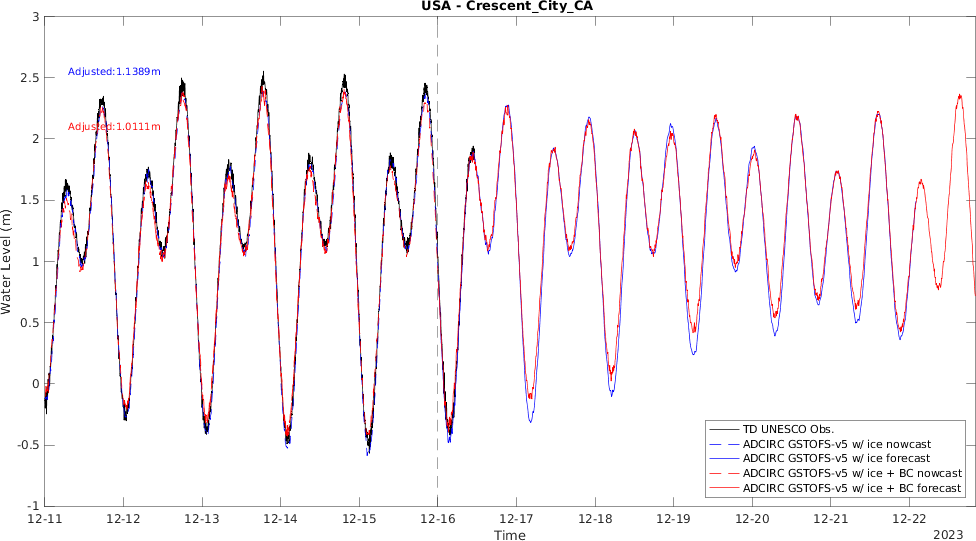 USA - Crescent_City_CA
3
2.5
2
1.5
1
0.5
0
-0.5
-1
Water Level (m)
Adjusted:1.1389m
Adjusted:1.0111m
TD UNESCO Obs.
ADCIRC GSTOFS-v5 w/ ice nowcast
ADCIRC GSTOFS-v5 w/ ice forecast
ADCIRC GSTOFS-v5 w/ ice + BC nowcast
ADCIRC GSTOFS-v5 w/ ice + BC forecast
12-11 12-12 12-13 12-14 12-15 12-16 12-17 12-18 12-19 12-20 12-21 12-22
Time
2023